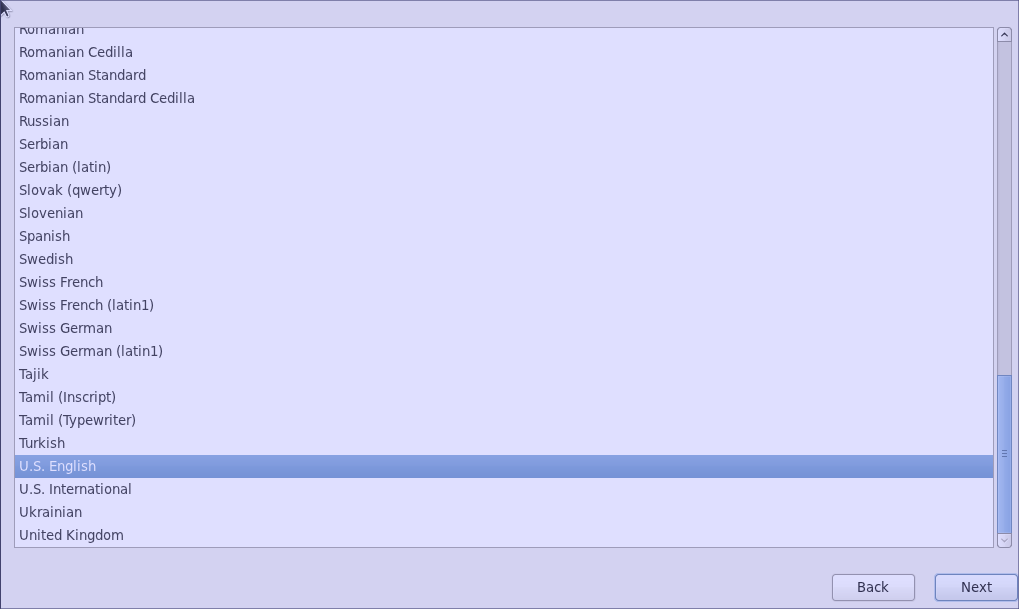 Romanian
Romanian Cedilla
Romanian Standard
Romanian Standard Cedilla
Russian
Serbian
Serbian (latin)
Slovak (qwerty)
Slovenian
Spanish
Swedish
Swiss French
Swiss French (latin1)
Swiss German
Swiss German (latin1)
Tajik
Tamil (Inscript)
Tamil (Typewriter)
Turkish
U.S. English
U.S. International
Ukrainian
United Kingdom
Back Next